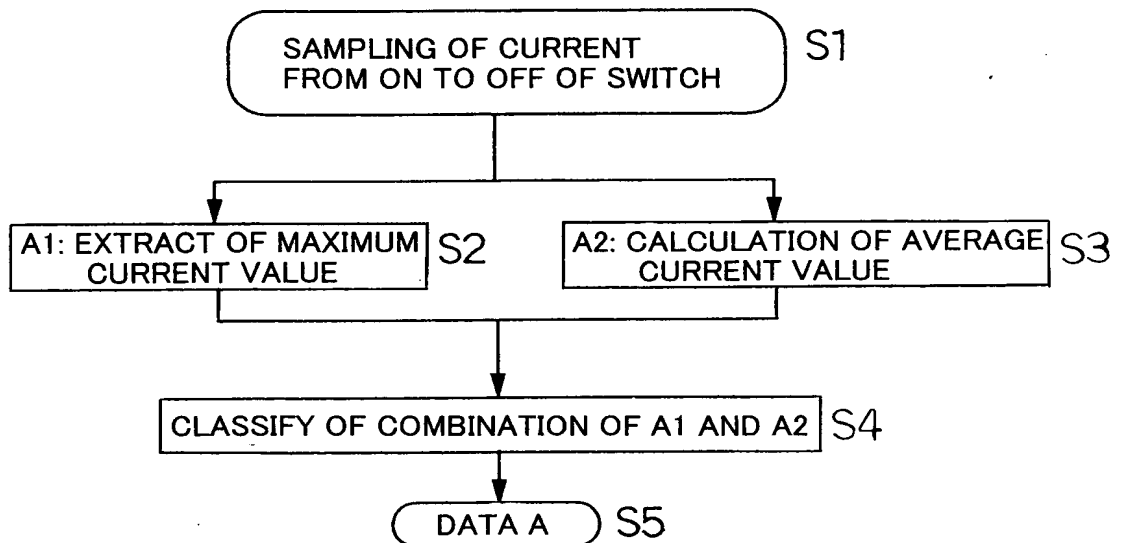 SAMPLING OF CURRENT
FROM ON TO OFF OF SWITCH
S1
A1: EXTRACT OF MAXIMUM
CURRENT VALUE
S2
A2: CALCULATION OF AVERAGE
CURRENT VALUE
S3
CLASSIFY OF COMBINATION OF A1 AND A2
S4
DATA A
S5